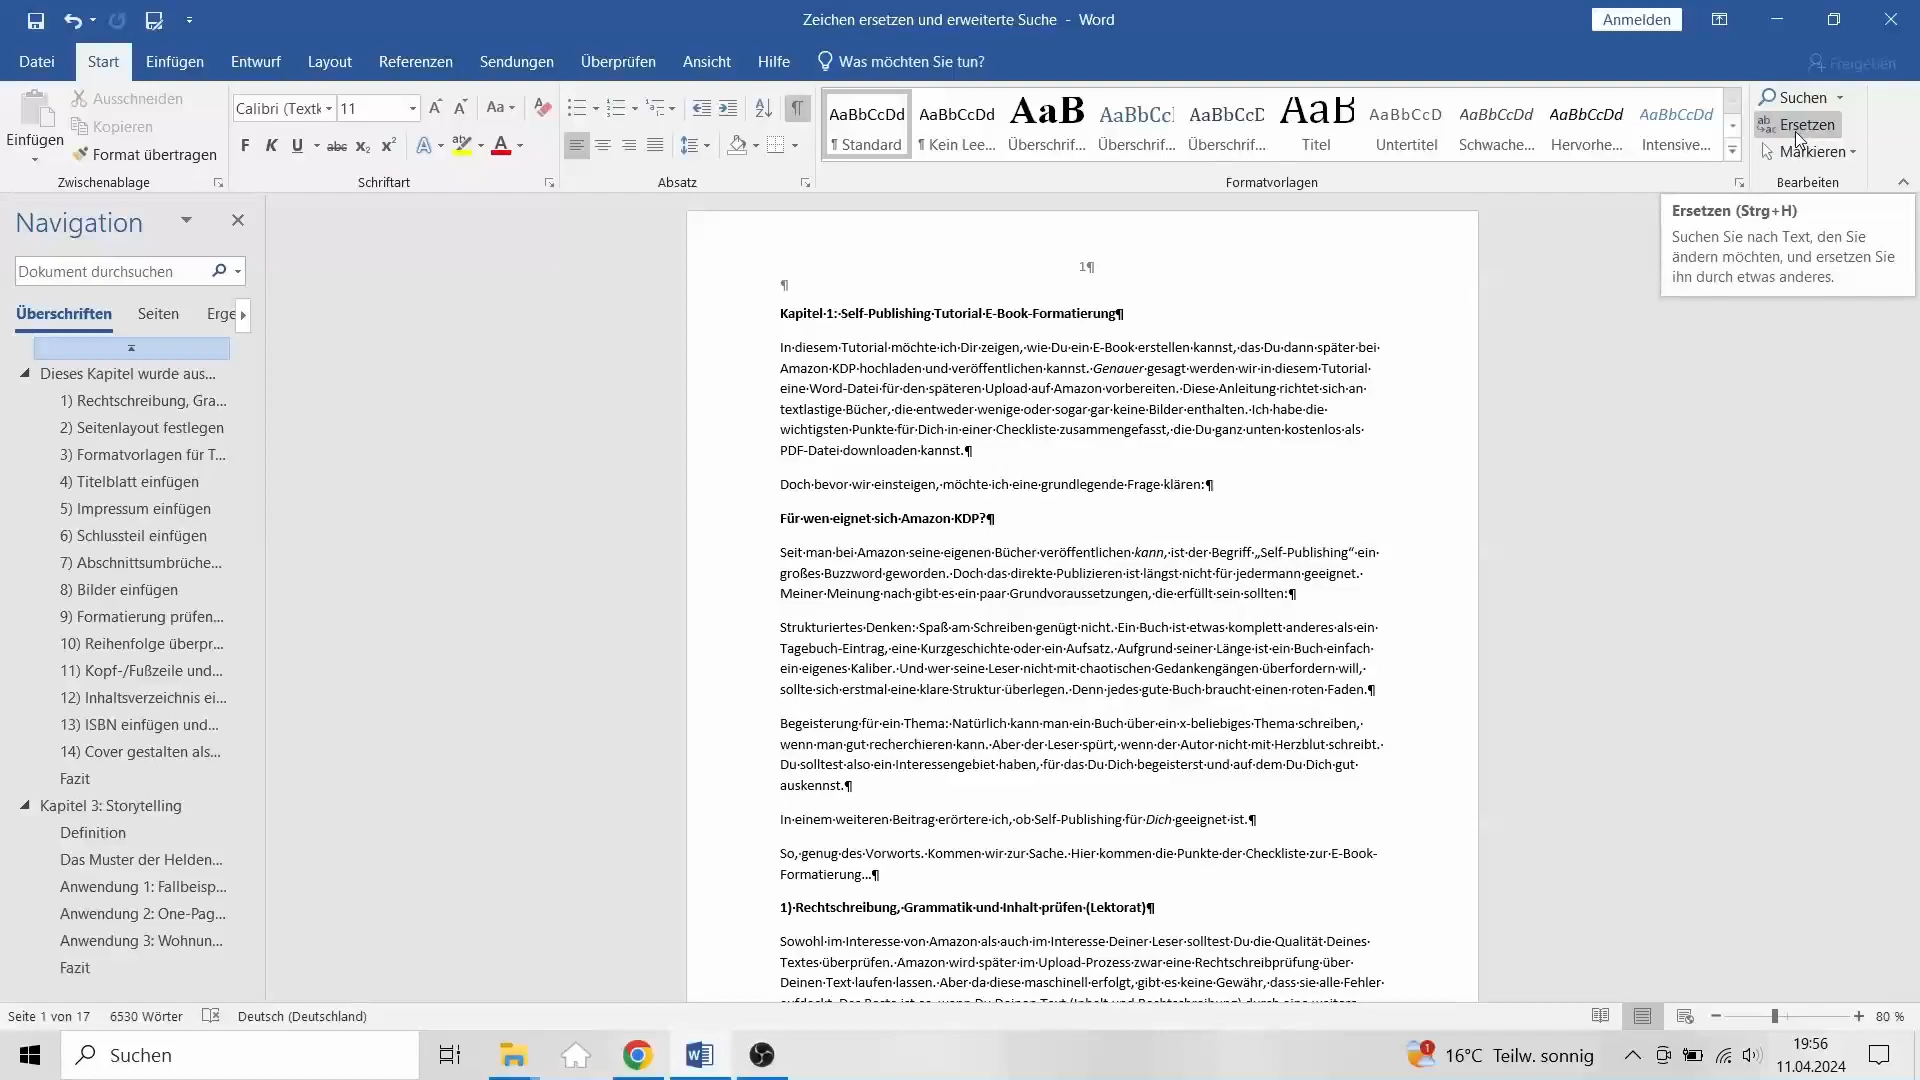 Zeichen ersetzen und erweiterte Suche - Word
Anmelden
Datei Start Einfügen Entwurf Layout Referenzen Sendungen Überprüfen Ansicht Hilfe Was möchten Sie tun? Freigeben
Einfügen
Ausschneiden
Kopieren
Format übertragen
Zwischenablage
Calibri (Textk 11
F K U abc x₂ x²
Schriftart
Absatz
AaBbCcDd AaBbCcDd AaB AaBbCc AaBbCcD AaB AaBbCcD AaBbCcDd AaBbCcDd AaBbCcDd
¶ Standard ¶ Kein Lee... Überschrif... Überschrif... Überschrif... Titel Untertitel Schwache... Hervorhe... Intensive...
Formatvorlagen
Suchen
Ersetzen
Markieren
Bearbeiten
Ersetzen (Strg+H)
Suchen Sie nach Text, den Sie
ändern möchten, und ersetzen Sie
ihn durch etwas anderes.
Navigation
Dokument durchsuchen
Überschriften Seiten Erge
Dieses Kapitel wurde aus...
1) Rechtschreibung, Gra...
2) Seitenlayout festlegen
3) Formatvorlagen für T...
4) Titelblatt einfügen
5) Impressum einfügen
6) Schlussteil einfügen
7) Abschnittsumbrüche...
8) Bilder einfügen
9) Formatierung prüfen...
10) Reihenfolge überpr...
11) Kopf-/Fußzeile und...
12) Inhaltsverzeichnis ei...
13) ISBN einfügen und...
14) Cover gestalten als...
Fazit
Kapitel 3: Storytelling
Definition
Das Muster der Helden...
Anwendung 1: Fallbeisp...
Anwendung 2: One-Pag...
Anwendung 3: Wohnun...
Fazit
1¶
¶
Kapitel·1:·Self-Publishing·Tutorial·E-Book-Formatierung¶
In·diesem·Tutorial·möchte·ich·Dir·zeigen,·wie·Du·ein·E-Book·erstellen·kannst,·das·Du·dann·später·bei·
Amazon·KDP·hochladen·und·veröffentlichen·kannst.·Genauer·gesagt·werden·wir·in·diesem·Tutorial·
eine·Word-Datei·für·den·späteren·Upload·auf·Amazon·vorbereiten.·Diese·Anleitung·richtet·sich·an·
textlastige·Bücher,·die·entweder·wenige·oder·sogar·gar·keine·Bilder·enthalten.·Ich·habe·die·
wichtigsten·Punkte·für·Dich·in·einer·Checkliste·zusammengefasst,·die·Du·ganz·unten·kostenlos·als·
PDF-Datei·downloaden·kannst.¶
Doch·bevor·wir·einsteigen,·möchte·ich·eine·grundlegende·Frage·klären:¶
Für·wen·eignet·sich·Amazon·KDP?¶
Seit·man·bei·Amazon·seine·eigenen·Bücher·veröffentlichen·kann,·ist·der·Begriff·„Self-Publishing“·ein·
großes·Buzzword·geworden.·Doch·das·direkte·Publizieren·ist·längst·nicht·für·jedermann·geeignet.·
Meiner·Meinung·nach·gibt·es·ein·paar·Grundvoraussetzungen,·die·erfüllt·sein·sollten:¶
Strukturiertes·Denken:·Spaß·am·Schreiben·genügt·nicht.·Ein·Buch·ist·etwas·komplett·anderes·als·ein·
Tagebuch-Eintrag,·eine·Kurzgeschichte·oder·ein·Aufsatz.·Aufgrund·seiner·Länge·ist·ein·Buch·einfach·
ein·eigenes·Kaliber.·Und·wer·seine·Leser·nicht·mit·chaotischen·Gedankengängen·überfordern·will,·
sollte·sich·erstmal·eine·klare·Struktur·überlegen.·Denn·jedes·gute·Buch·braucht·einen·roten·Faden.¶
Begeisterung·für·ein·Thema:·Natürlich·kann·man·ein·Buch·über·ein·x-beliebiges·Thema·schreiben,·
wenn·man·gut·recherchieren·kann.·Aber·der·Leser·spürt,·wenn·der·Autor·nicht·mit·Herzblut·schreibt.·
Du·solltest·also·ein·Interessengebiet·haben,·für·das·Du·Dich·begeisterst·und·auf·dem·Du·Dich·gut·
auskennst.¶
In·einem·weiteren·Beitrag·erörtere·ich,·ob·Self-Publishing·für·Dich·geeignet·ist.¶
So,·genug·des·Vorworts.·Kommen·wir·zur·Sache.·Hier·kommen·die·Punkte·der·Checkliste·zur·E-Book-
Formatierung...¶
1)·Rechtschreibung,·Grammatik·und·Inhalt·prüfen·(Lektorat)¶
Sowohl·im·Interesse·von·Amazon·als·auch·im·Interesse·Deiner·Leser·solltest·Du·die·Qualität·Deines·
Textes·überprüfen.·Amazon·wird·später·im·Upload-Prozess·zwar·eine·Rechtschreibprüfung·über·
Deinen·Text·laufen·lassen.·Aber·da·diese·maschinell·erfolgt,·gibt·es·keine·Gewähr,·dass·sie·alle·Fehler·
Seite 1 von 17 6530 Wörter Deutsch (Deutschland) 80 %
Suchen
1
16°C Teilw. sonnig
19:56
11.04.2024